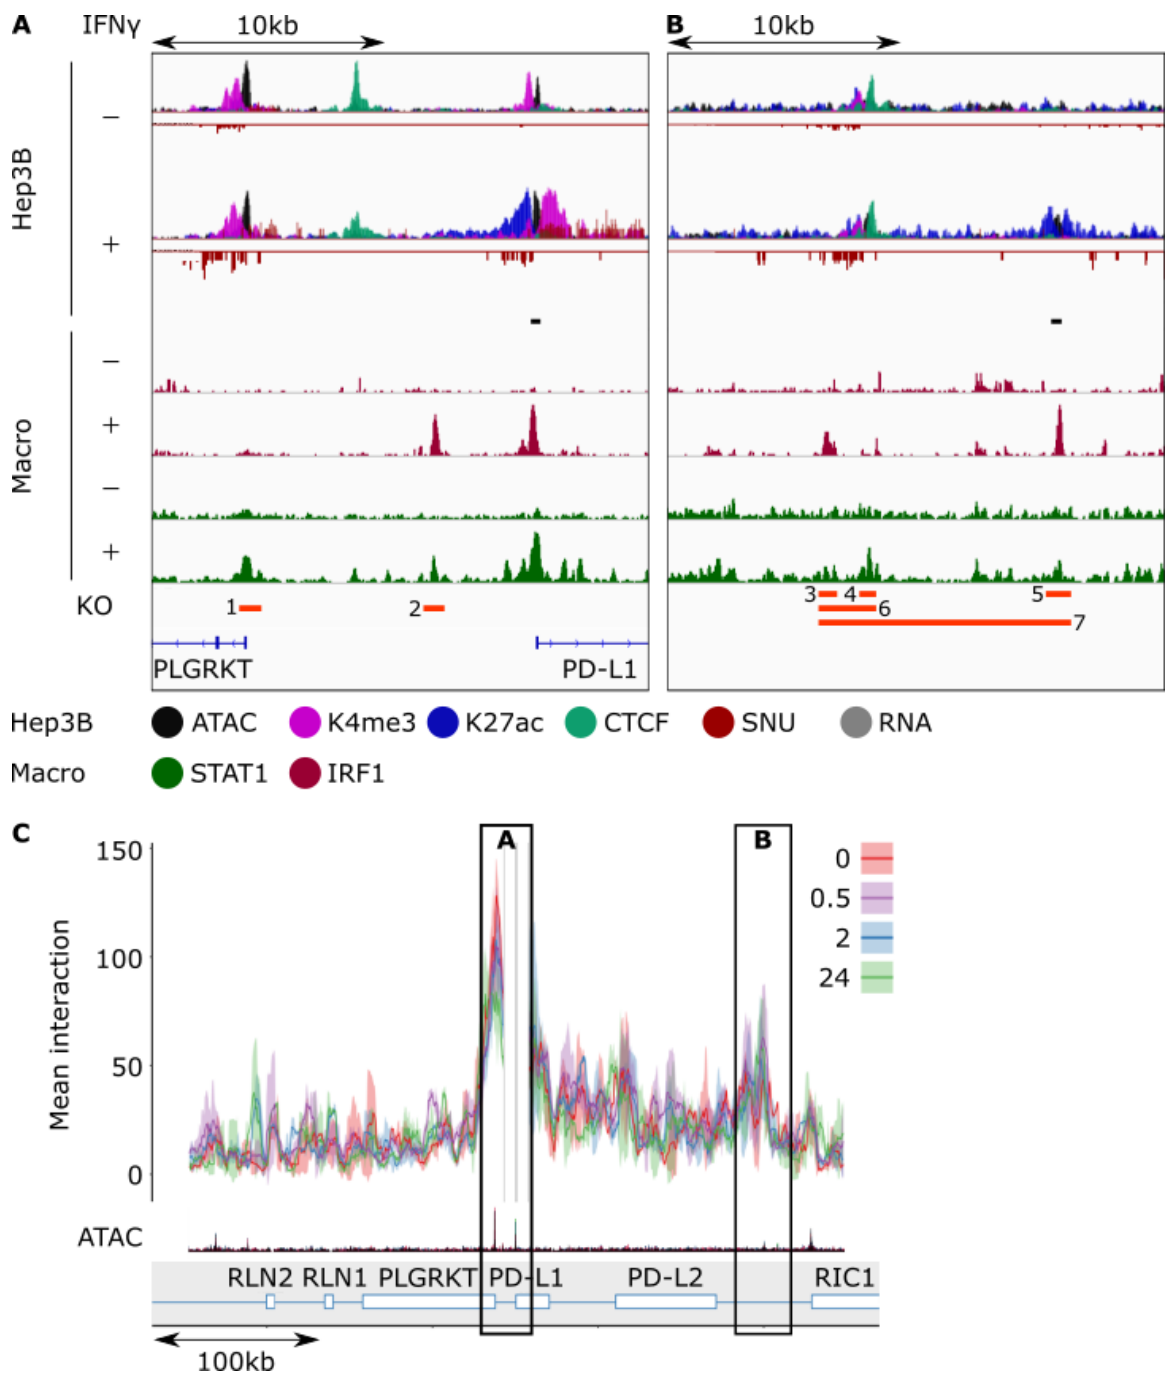 A IFNγ 10kb B 10kb
Hep3B
−
+
Macro
−
+
−
+
KO 1 2 3 4 5
6
7
PLGRKT PD-L1
Hep3B ATAC K4me3 K27ac CTCF SNU RNA
Macro STAT1 IRF1
C
A B
150
100
50
0
Mean interaction
0
0.5
2
24
ATAC
RLN2 RLN1 PLGRKT PD-L1 PD-L2 RIC1
100kb